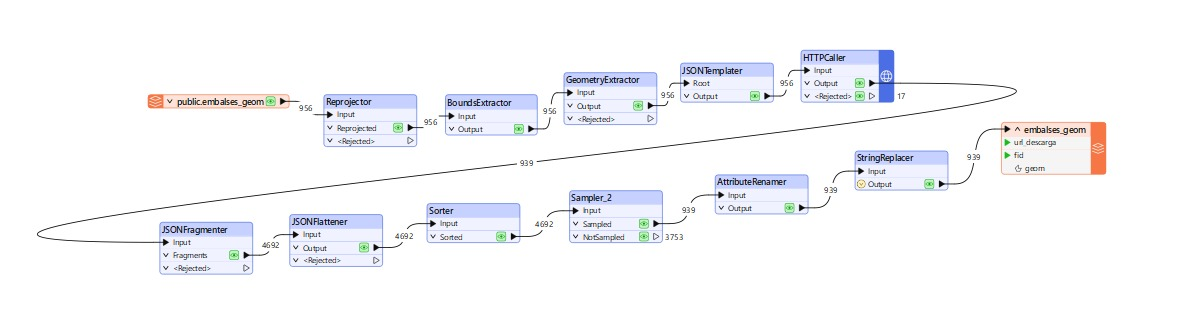 public.embalses_geom
956
Reprojector
Input
Reprojected
<Rejected>
956
BoundsExtractor
Input
Output
956
GeometryExtractor
Input
Output
<Rejected>
956
JSONTemplater
Root
Output
956
HTTPCaller
Input
Output
<Rejected>
17
939
JSONFragmenter
Input
Fragments
<Rejected>
4692
JSONFlattener
Input
Output
<Rejected>
4692
Sorter
Input
Sorted
4692
Sampler_2
Input
Sampled
NotSampled
3753
939
AttributeRenamer
Input
Output
939
StringReplacer
Input
Output
939
embalses_geom
url_descarga
fid
geom